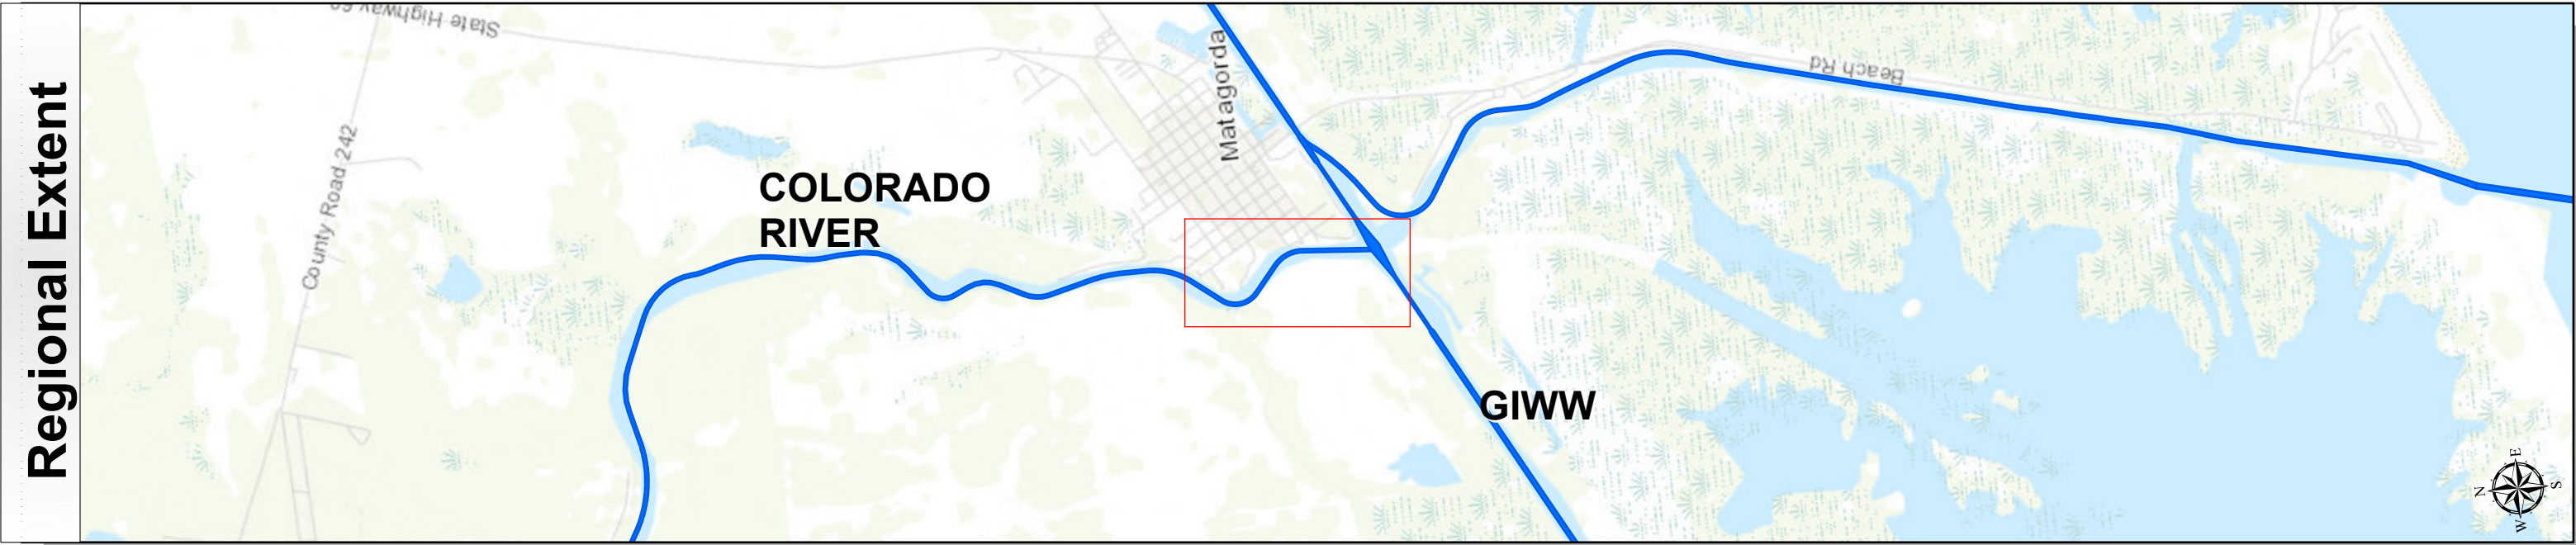 Regional Extent
State Highway 60
County Road 242
COLORADO
RIVER
Matagorda
Beach Rd
GIWW
E
N
S
W